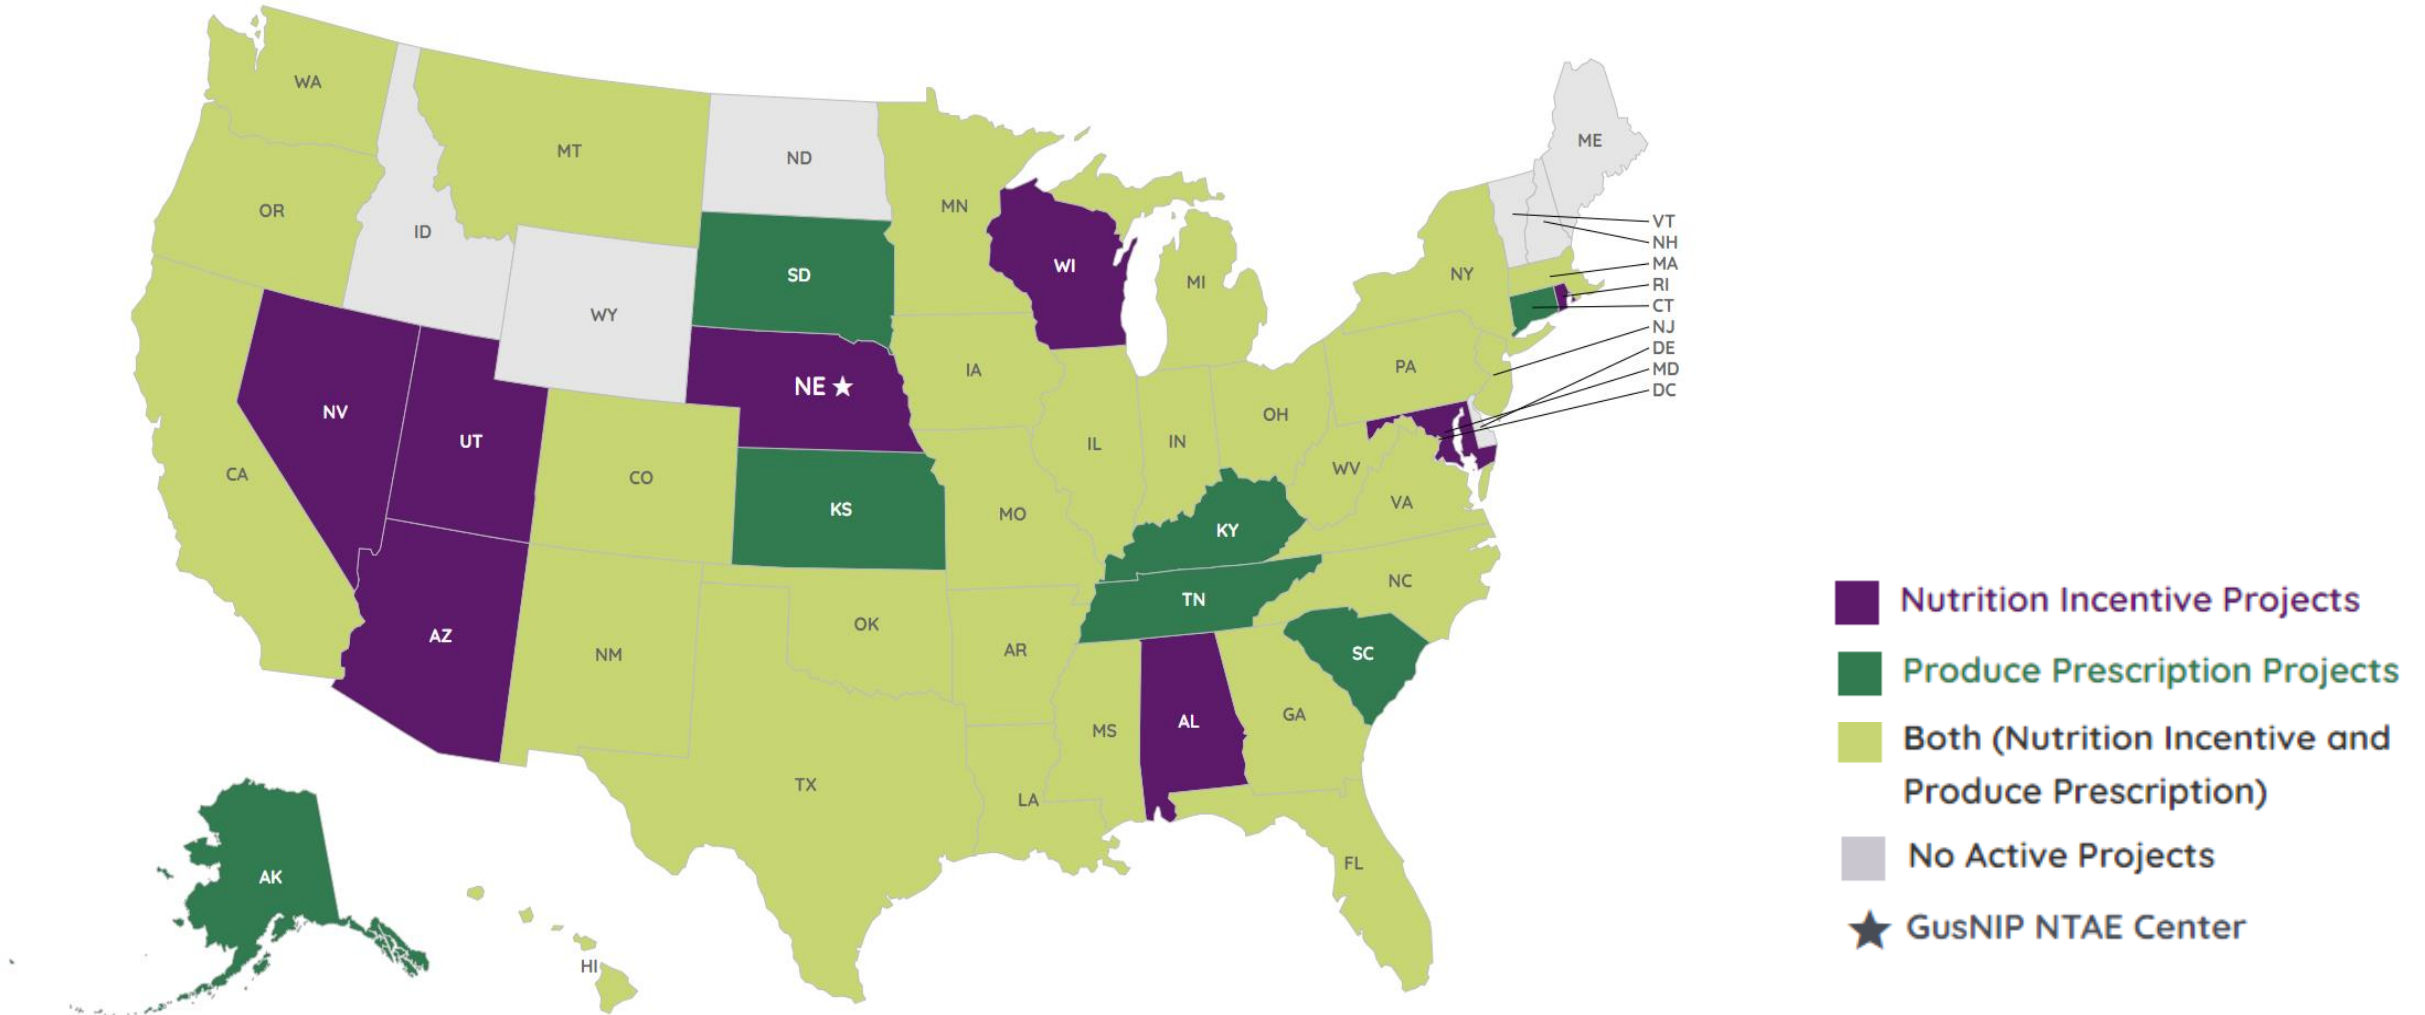 WA
MT
ND
ME
OR
ID
MN
VT
NH
MA
RI
CT
NJ
DE
MD
DC
SD
WI
MI
NY
WY
NE ★
IA
PA
NV
UT
CO
IL
IN
OH
WV
VA
CA
KS
MO
KY
NC
AZ
NM
OK
AR
TN
SC
MS
AL
GA
TX
LA
FL
AK
HI
Nutrition Incentive Projects
Produce Prescription Projects
Both (Nutrition Incentive and
Produce Prescription)
No Active Projects
★ GusNIP NTAE Center